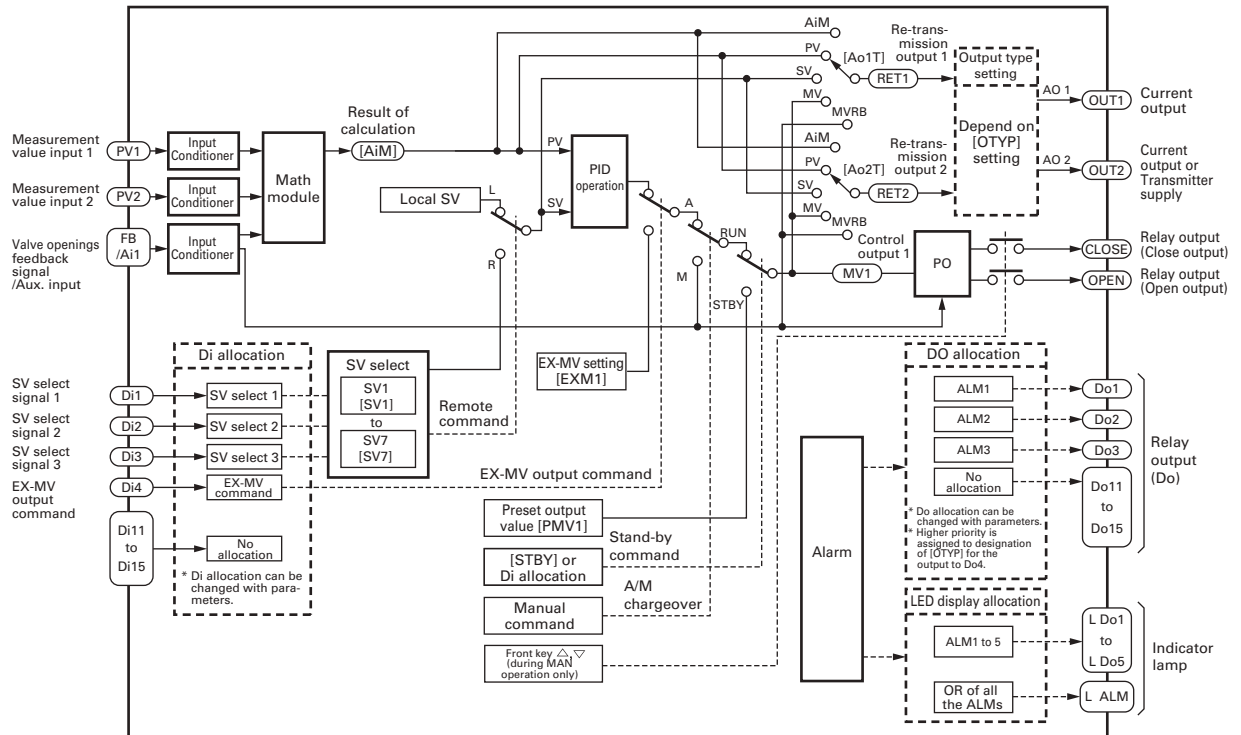 AiM
PV
[Ao1T]
SV
MV
MVRB
Re-trans-
mission
output 1
RET1
Output type
setting
Depend on
[OTYP]
setting
AO 1
OUT1
Current
output
AiM
PV
[Ao2T]
SV
MV
MVRB
Re-trans-
mission
output 2
RET2
AO 2
OUT2
Current
output or
Transmitter
supply
Measurement
value input 1
PV1
Input
Conditioner
Measurement
value input 2
PV2
Input
Conditioner
Valve openings
feedback
signal
/Aux. input
FB
/Ai1
Input
Conditioner
Math
module
Result of
calculation
[AiM]
Local SV
L
R
PV
SV
PID
operation
A
M
RUN
STBY
Control
output 1
MV1
PO
CLOSE
Relay output
(Close output)
OPEN
Relay output
(Open output)
SV select
signal 1
SV select
signal 2
SV select
signal 3
EX-MV
output
command
Di1
Di2
Di3
Di4
Di11
to
Di15
Di allocation
SV select 1
SV select 2
SV select 3
EX-MV
command
No
allocation
* Di allocation can be
changed with para-
meters.
SV select
SV1
[SV1]
to
SV7
[SV7]
Remote
command
EX-MV setting
[EXM1]
EX-MV output command
Preset output
value [PMV1]
Stand-by
command
[STBY] or
Di allocation
A/M
chargeover
Manual
command
Front key △,▽
(during MAN
operation only)
Alarm
DO allocation
ALM1
ALM2
ALM3
No
allocation
* Do allocation can be
changed with parameters.
* Higher priority is
assigned to designation
of [OTYP] for the
output to Do4.
Do1
Do2
Do3
Do11
to
Do15
Relay
output
(Do)
LED display allocation
ALM1 to 5
OR of all
the ALMs
L Do1
to
L Do5
L ALM
Indicator
lamp